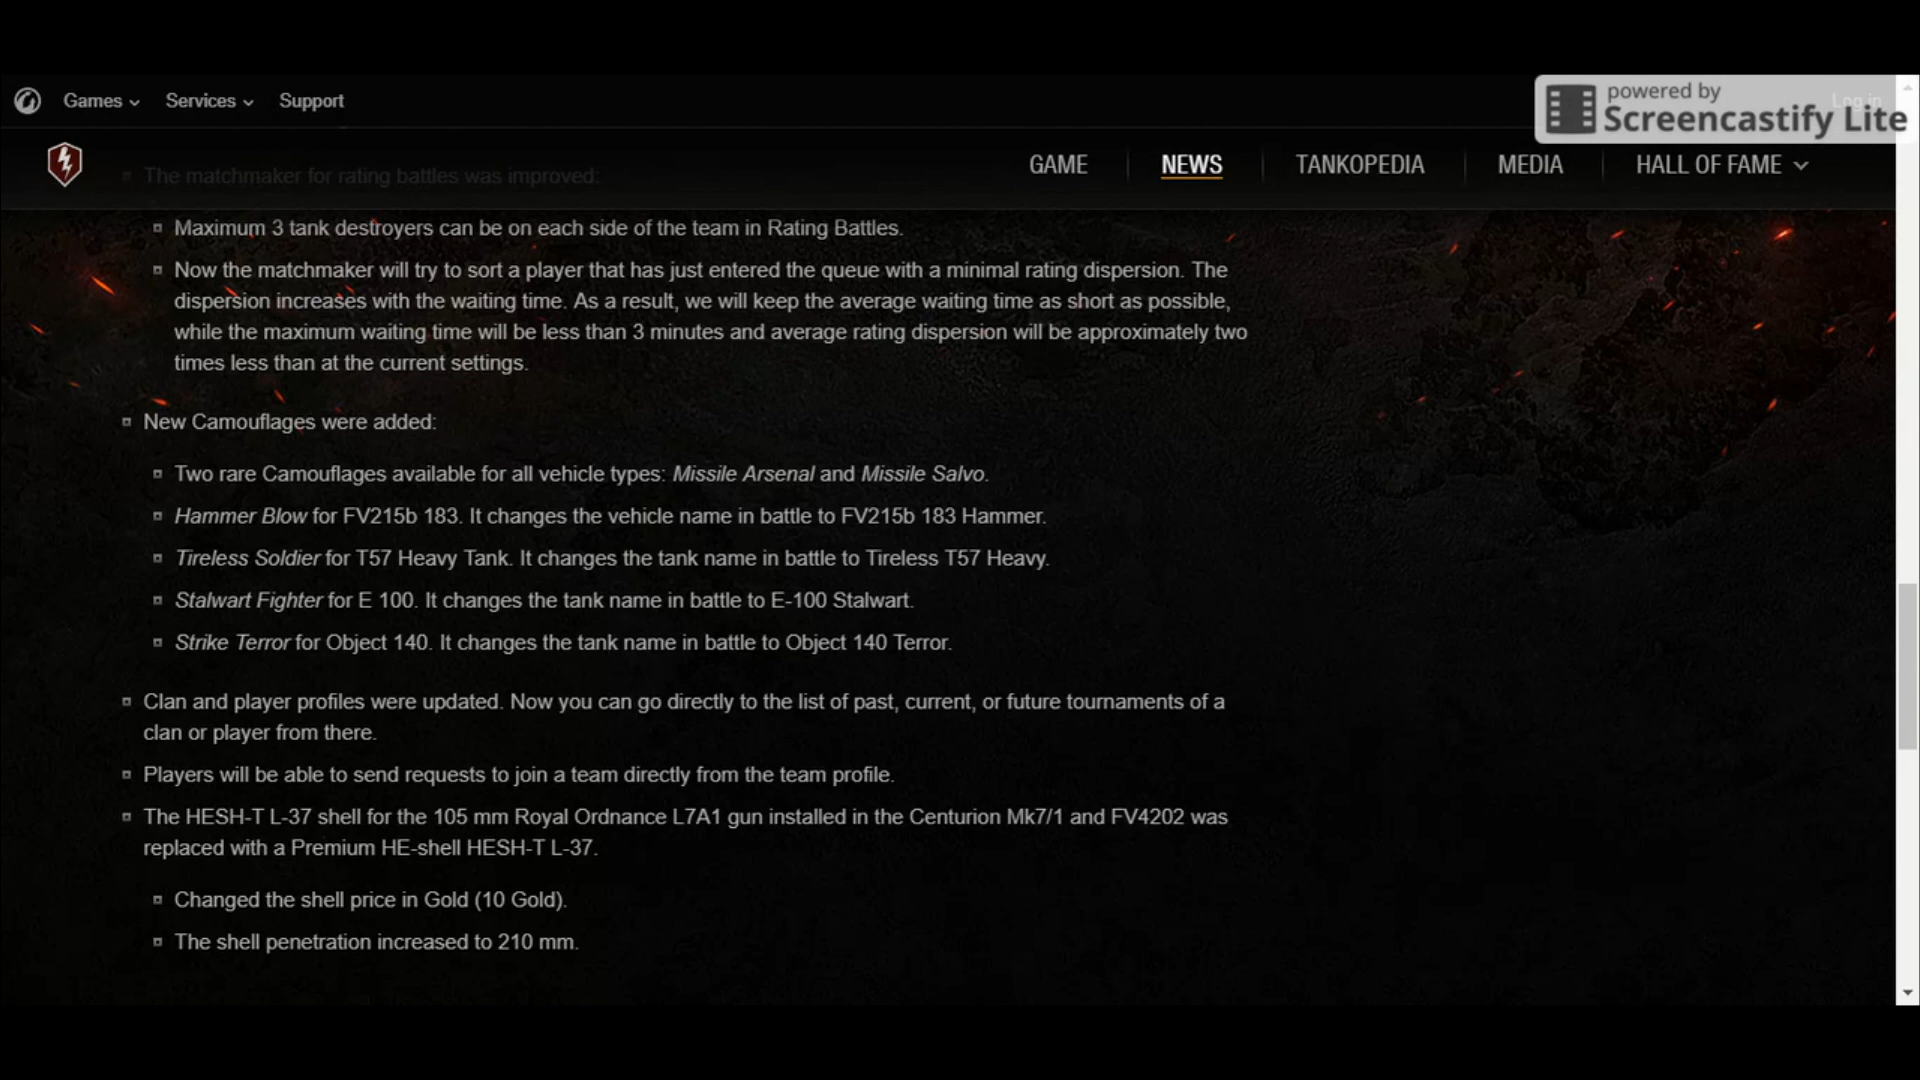 Games Services Support Log in
powered by
Screencastify Lite
GAME NEWS TANKOPEDIA MEDIA HALL OF FAME
The matchmaker for rating battles was improved:
Maximum 3 tank destroyers can be on each side of the team in Rating Battles.
Now the matchmaker will try to sort a player that has just entered the queue with a minimal rating dispersion. The
dispersion increases with the waiting time. As a result, we will keep the average waiting time as short as possible,
while the maximum waiting time will be less than 3 minutes and average rating dispersion will be approximately two
times less than at the current settings.
New Camouflages were added:
Two rare Camouflages available for all vehicle types: Missile Arsenal and Missile Salvo.
Hammer Blow for FV215b 183. It changes the vehicle name in battle to FV215b 183 Hammer.
Tireless Soldier for T57 Heavy Tank. It changes the tank name in battle to Tireless T57 Heavy.
Stalwart Fighter for E 100. It changes the tank name in battle to E-100 Stalwart.
Strike Terror for Object 140. It changes the tank name in battle to Object 140 Terror.
Clan and player profiles were updated. Now you can go directly to the list of past, current, or future tournaments of a
clan or player from there.
Players will be able to send requests to join a team directly from the team profile.
The HESH-T L-37 shell for the 105 mm Royal Ordnance L7A1 gun installed in the Centurion Mk7/1 and FV4202 was
replaced with a Premium HE-shell HESH-T L-37.
Changed the shell price in Gold (10 Gold).
The shell penetration increased to 210 mm.